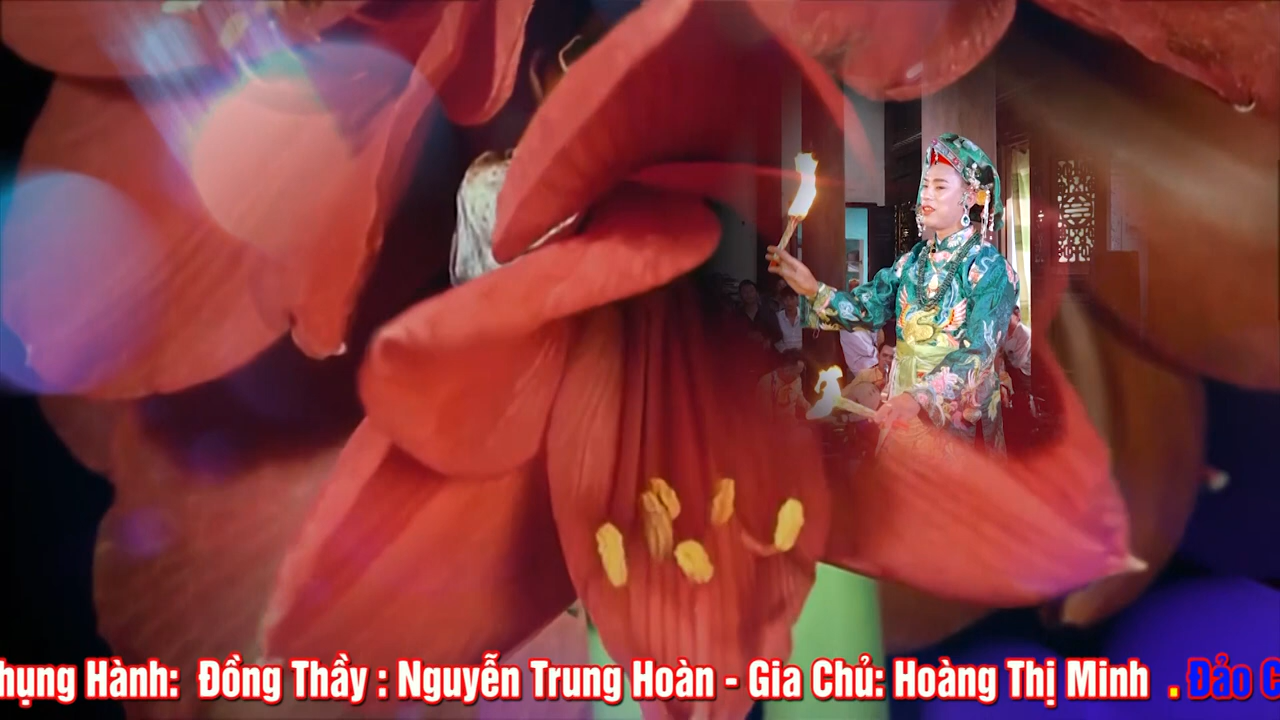 hụng Hành: Đồng Thầy : Nguyễn Trung Hoàn - Gia Chủ: Hoàng Thị Minh . Đảo C